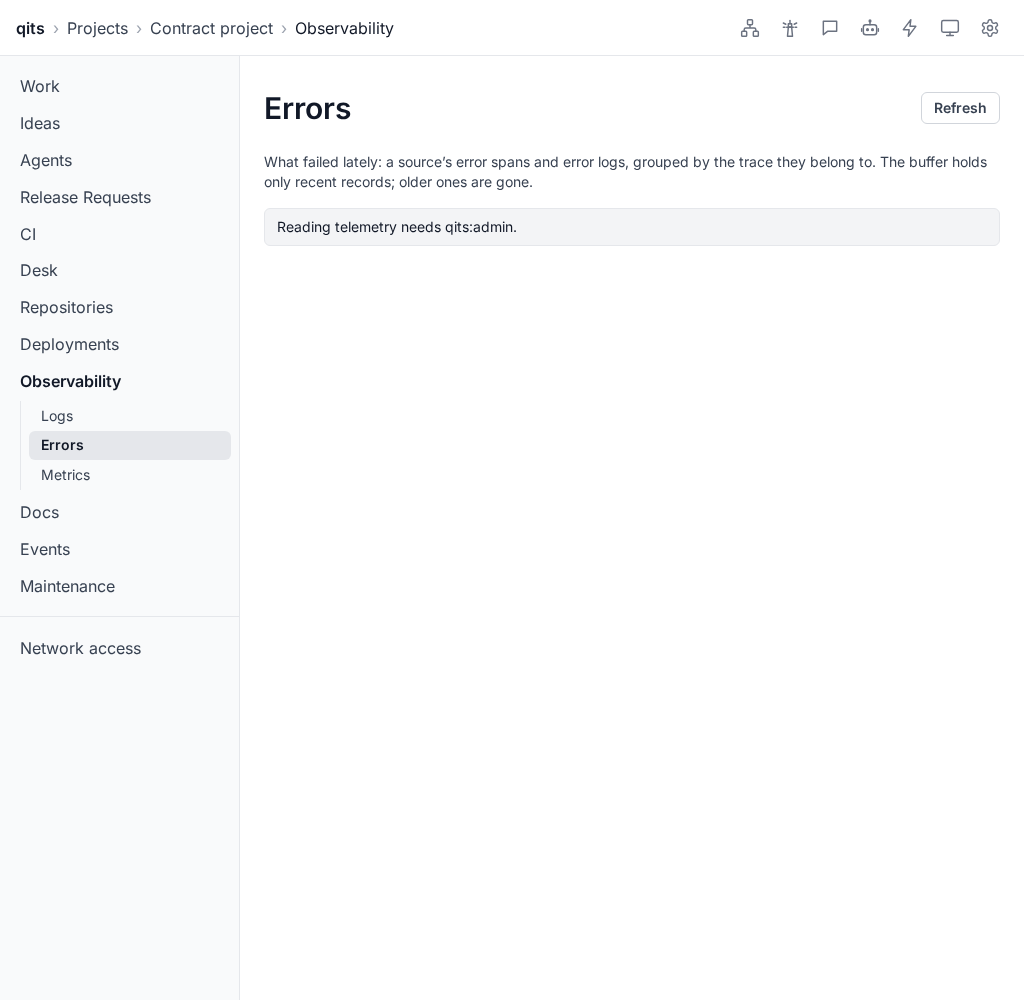 qits › Projects › Contract project › Observability
Work
Ideas
Agents
Release Requests
CI
Desk
Repositories
Deployments
Observability
Logs
Errors
Metrics
Docs
Events
Maintenance
Network access
Errors
Refresh
What failed lately: a source’s error spans and error logs, grouped by the trace they belong to. The buffer holds
only recent records; older ones are gone.
Reading telemetry needs qits:admin.